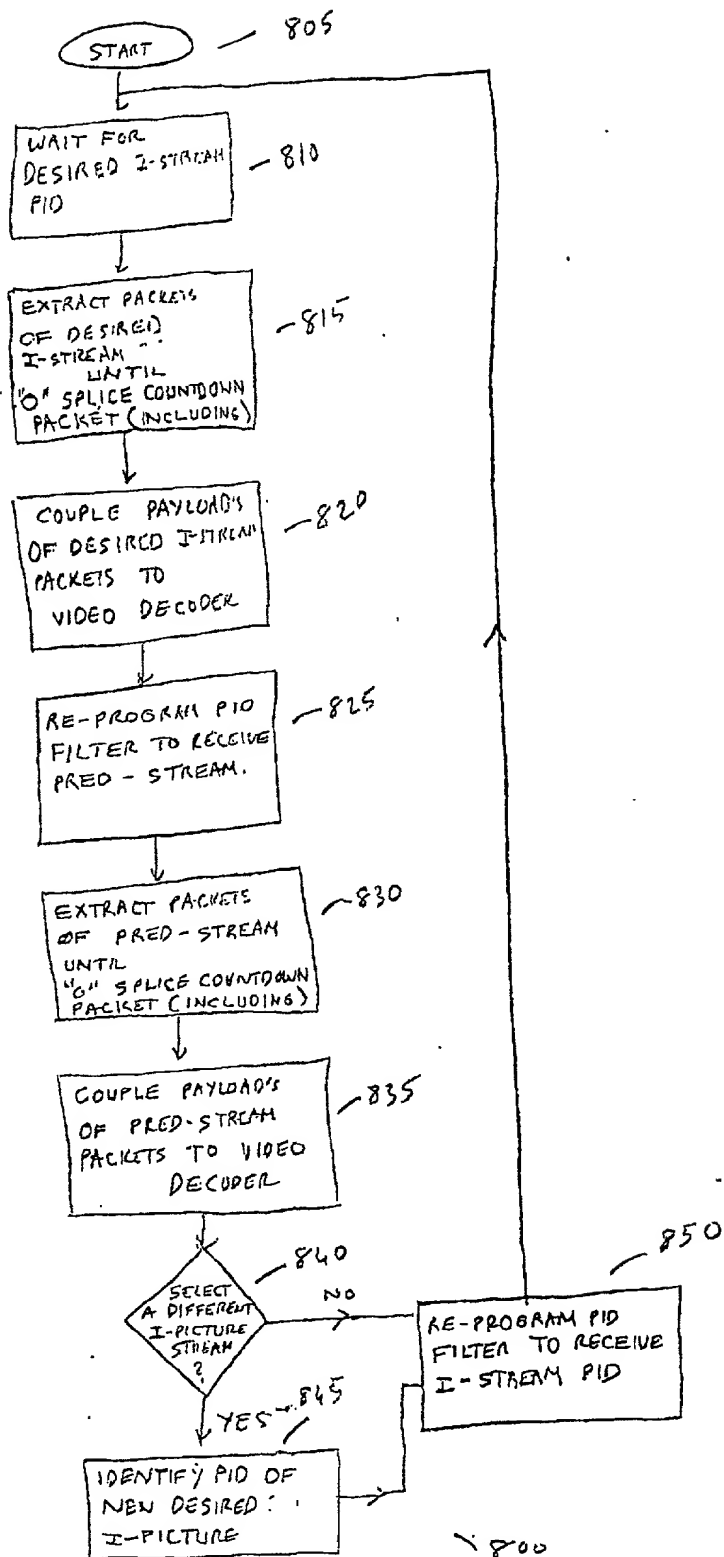 START
805
WAIT FOR
DESIRED I-STREAM
PID
810
EXTRACT PACKETS
OF DESIRED
I-STREAM
UNTIL
"0" SPLICE COUNTDOWN
PACKET (INCLUDING)
815
COUPLE PAYLOAD'S
OF DESIRED I-STREAM
PACKETS TO
VIDEO DECODER
820
RE-PROGRAM PID
FILTER TO RECEIVE
PRED-STREAM.
825
EXTRACT PACKETS
OF PRED-STREAM
UNTIL
"0" SPLICE COUNTDOWN
PACKET (INCLUDING)
830
COUPLE PAYLOAD'S
OF PRED-STREAM
PACKETS TO VIDEO
DECODER
835
SELECT
A DIFFERENT
I-PICTURE
STREAM
?
840
NO
RE-PROGRAM PID
FILTER TO RECEIVE
I-STREAM PID
850
YES
845
IDENTIFY PID OF
NEW DESIRED
I-PICTURE
800